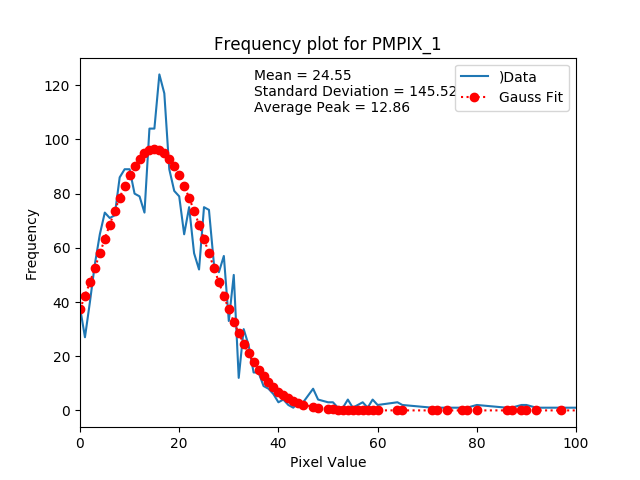 Frequency plot for PMPIX_1
Mean = 24.55
Standard Deviation = 145.52
Average Peak = 12.86
)Data
Gauss Fit
Frequency
120
100
80
60
40
20
0
0 20 40 60 80 100
Pixel Value